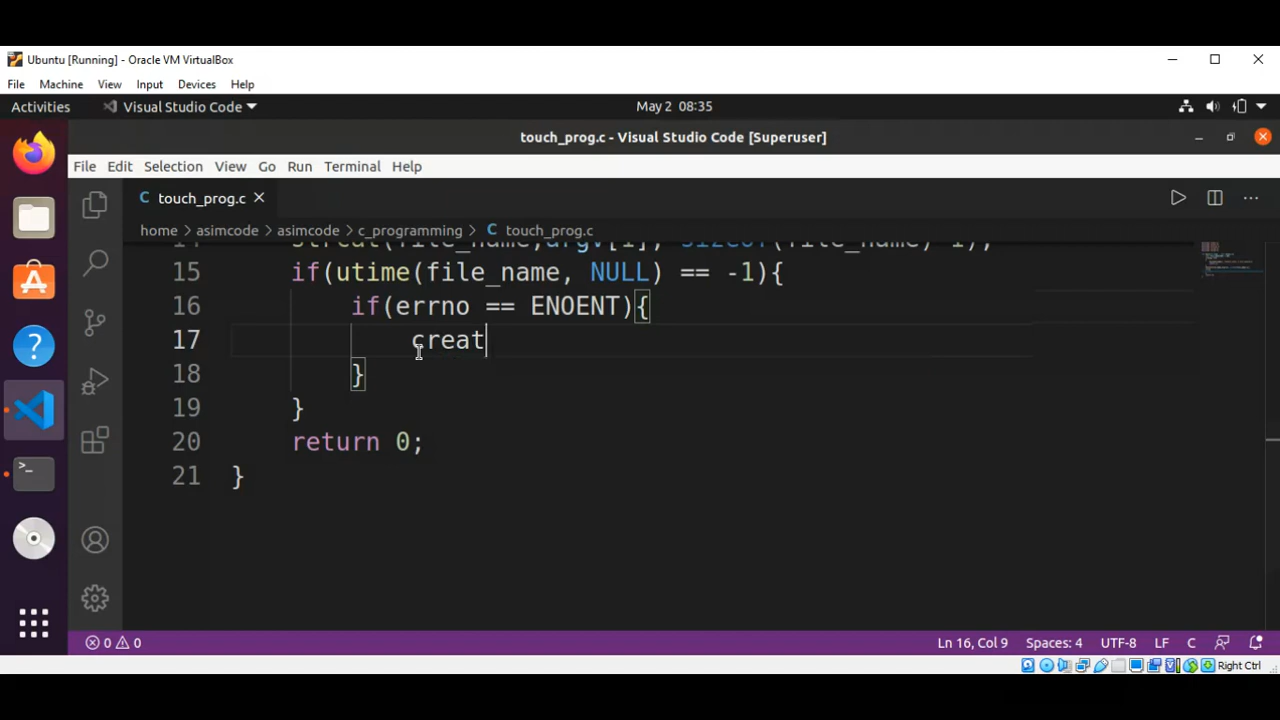 Ubuntu [Running] - Oracle VM VirtualBox
File Machine View Input Devices Help
Activities Visual Studio Code May 2 08:35
touch_prog.c - Visual Studio Code [Superuser]
File Edit Selection View Go Run Terminal Help
C touch_prog.c
home > asimcode > asimcode > c_programming > C touch_prog.c
15 if(utime(file_name, NULL) == -1){
16 if(errno == ENOENT){
17 creat
18 }
19 }
20 return 0;
21 }
0 0 Ln 16, Col 9 Spaces: 4 UTF-8 LF C
Right Ctrl